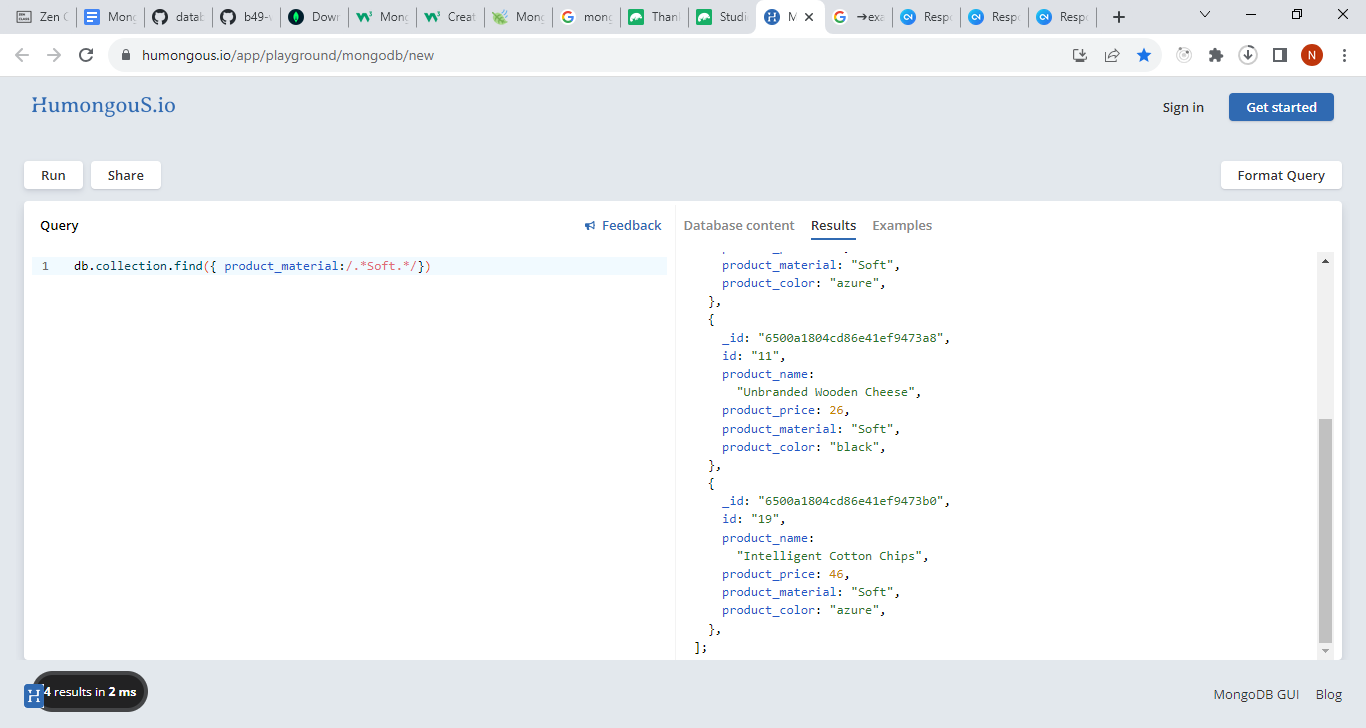 Zen C
Mong
datab
b49-v
Down
Mong
Creat
Mong
mong
Thank
Studi
M
→exa
Respo
Respo
Respo
humongous.io/app/playground/mongodb/new
N
HumongouS.io
Sign in
Get started
Run
Share
Format Query
Query
Feedback
Database content
Results
Examples
1 db.collection.find({ product_material:/.*Soft.*/})
product_material: "Soft",
product_color: "azure",
},
{
_id: "6500a1804cd86e41ef9473a8",
id: "11",
product_name:
"Unbranded Wooden Cheese",
product_price: 26,
product_material: "Soft",
product_color: "black",
},
{
_id: "6500a1804cd86e41ef9473b0",
id: "19",
product_name:
"Intelligent Cotton Chips",
product_price: 46,
product_material: "Soft",
product_color: "azure",
},
];
H
4 results in 2 ms
MongoDB GUI
Blog